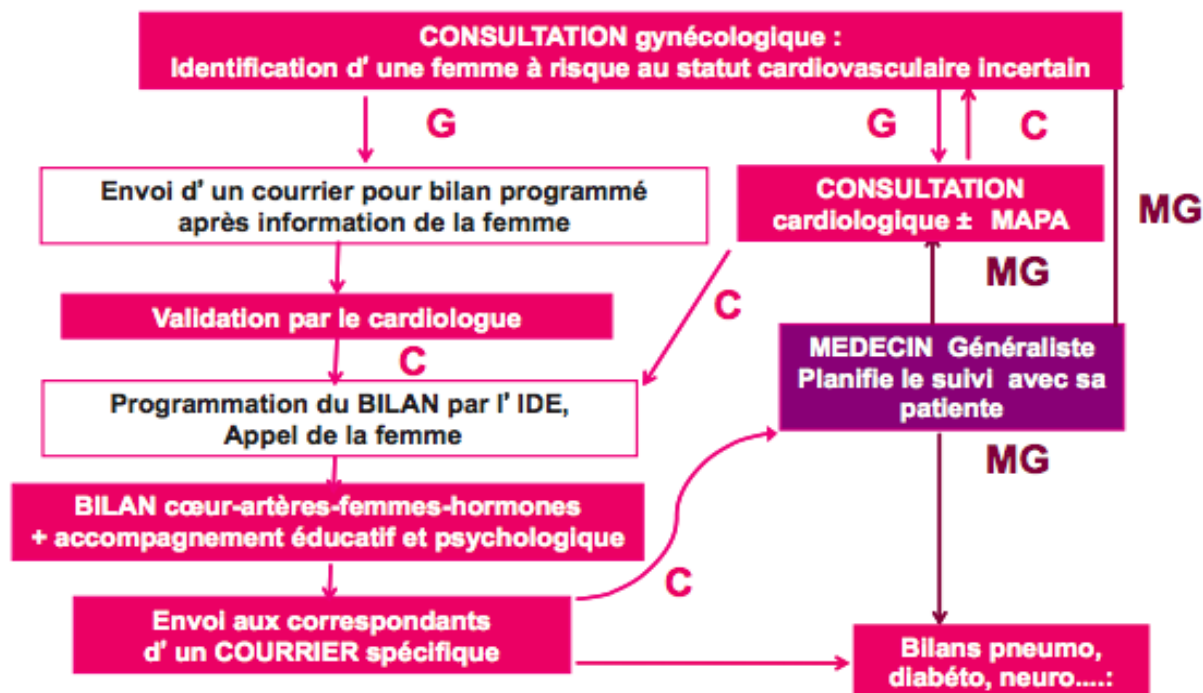 CONSULTATION gynécologique :
Identification d' une femme à risque au statut cardiovasculaire incertain
G
G
C
Envoi d' un courrier pour bilan programmé
après information de la femme
CONSULTATION
cardiologique ± MAPA
MG
MG
Validation par le cardiologue
C
C
MEDECIN Généraliste
Planifie le suivi avec sa
patiente
Programmation du BILAN par l' IDE,
Appel de la femme
MG
BILAN cœur-artères-femmes-hormones
+ accompagnement éducatif et psychologique
C
Envoi aux correspondants
d' un COURRIER spécifique
Bilans pneumo,
diabéto, neuro....: